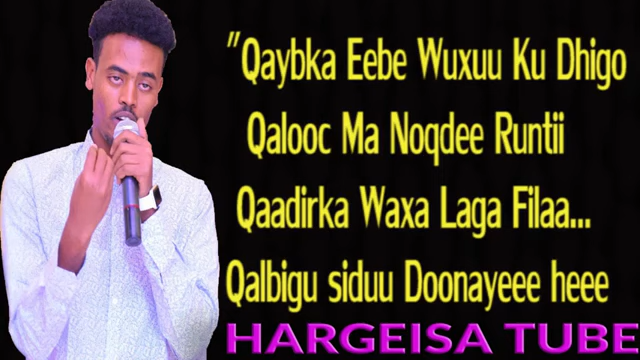 "Qaybka Eebe Wuxuu Ku Dhigo
Qalooc Ma Noqdee Runtii
Qaadirka Waxa Laga Filaa...
Qalbigu siduu Doonayeee heee
HARGEISA TUBE